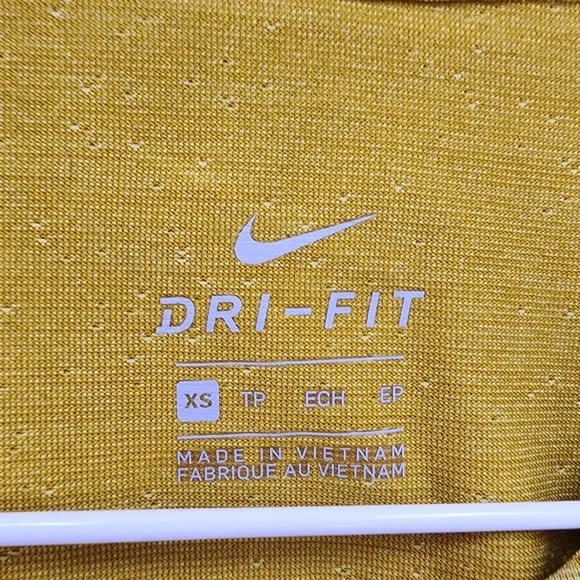 DRI-FIT
XS TP ECH EP
MADE IN VIETNAM
FABRIQUE AU VIETNAM